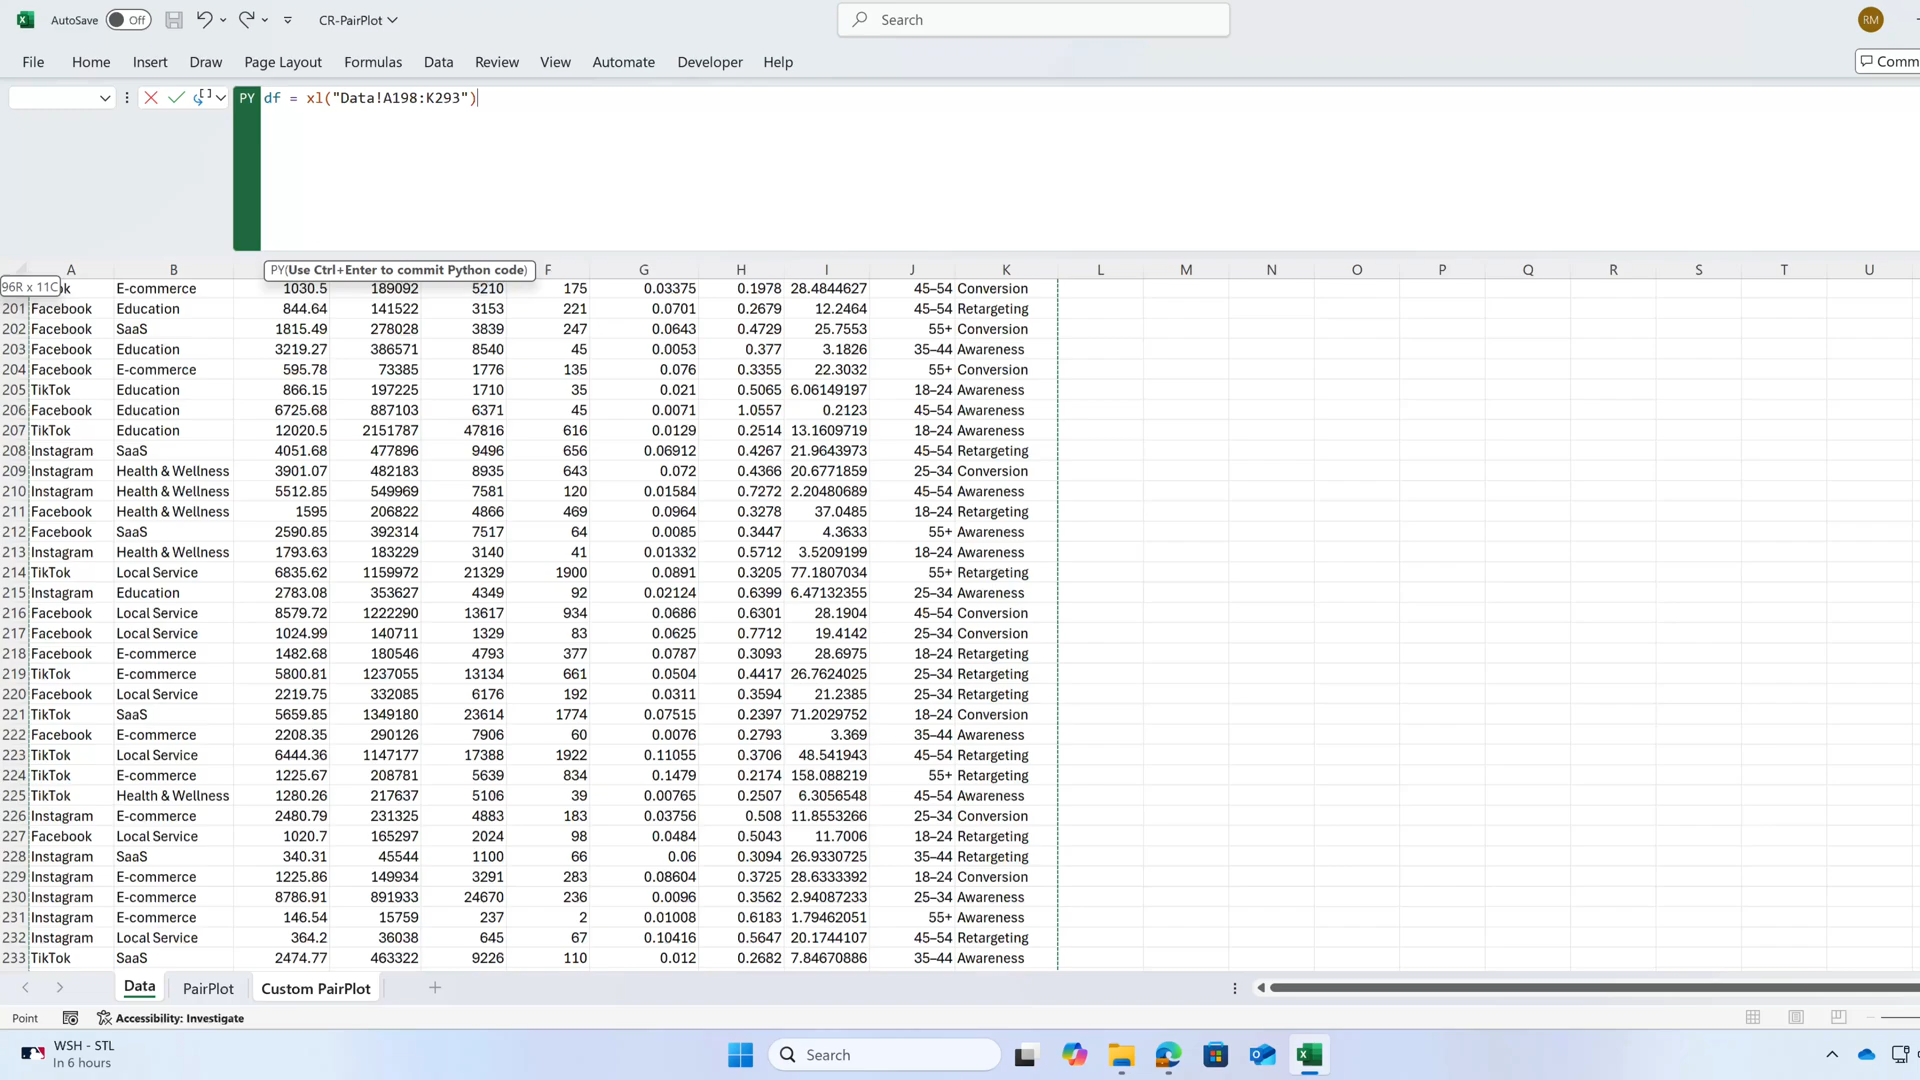 AutoSave Off CR-PairPlot Search RM
File Home Insert Draw Page Layout Formulas Data Review View Automate Developer Help Comm
PY df = xl("Data!A198:K293")
PY(Use Ctrl+Enter to commit Python code)
A B F G H I J K L M N O P Q R S T U
96R x 11C ok E-commerce 1030.5 189092 5210 175 0.03375 0.1978 28.4844627 45–54 Conversion
201 Facebook Education 844.64 141522 3153 221 0.0701 0.2679 12.2464 45–54 Retargeting
202 Facebook SaaS 1815.49 278028 3839 247 0.0643 0.4729 25.7553 55+ Conversion
203 Facebook Education 3219.27 386571 8540 45 0.0053 0.377 3.1826 35–44 Awareness
204 Facebook E-commerce 595.78 73385 1776 135 0.076 0.3355 22.3032 55+ Conversion
205 TikTok Education 866.15 197225 1710 35 0.021 0.5065 6.06149197 18–24 Awareness
206 Facebook Education 6725.68 887103 6371 45 0.0071 1.0557 0.2123 45–54 Awareness
207 TikTok Education 12020.5 2151787 47816 616 0.0129 0.2514 13.1609719 18–24 Awareness
208 Instagram SaaS 4051.68 477896 9496 656 0.06912 0.4267 21.9643973 45–54 Retargeting
209 Instagram Health & Wellness 3901.07 482183 8935 643 0.072 0.4366 20.6771859 25–34 Conversion
210 Instagram Health & Wellness 5512.85 549969 7581 120 0.01584 0.7272 2.20480689 45–54 Awareness
211 Facebook Health & Wellness 1595 206822 4866 469 0.0964 0.3278 37.0485 18–24 Retargeting
212 Facebook SaaS 2590.85 392314 7517 64 0.0085 0.3447 4.3633 55+ Awareness
213 Instagram Health & Wellness 1793.63 183229 3140 41 0.01332 0.5712 3.5209199 18–24 Awareness
214 TikTok Local Service 6835.62 1159972 21329 1900 0.0891 0.3205 77.1807034 55+ Retargeting
215 Instagram Education 2783.08 353627 4349 92 0.02124 0.6399 6.47132355 25–34 Awareness
216 Facebook Local Service 8579.72 1222290 13617 934 0.0686 0.6301 28.1904 45–54 Conversion
217 Facebook Local Service 1024.99 140711 1329 83 0.0625 0.7712 19.4142 25–34 Conversion
218 Facebook E-commerce 1482.68 180546 4793 377 0.0787 0.3093 28.6975 18–24 Retargeting
219 TikTok E-commerce 5800.81 1237055 13134 661 0.0504 0.4417 26.7624025 25–34 Retargeting
220 Facebook Local Service 2219.75 332085 6176 192 0.0311 0.3594 21.2385 25–34 Retargeting
221 TikTok SaaS 5659.85 1349180 23614 1774 0.07515 0.2397 71.2029752 18–24 Conversion
222 Facebook E-commerce 2208.35 290126 7906 60 0.0076 0.2793 3.369 35–44 Awareness
223 TikTok Local Service 6444.36 1147177 17388 1922 0.11055 0.3706 48.541943 45–54 Retargeting
224 TikTok E-commerce 1225.67 208781 5639 834 0.1479 0.2174 158.088219 55+ Retargeting
225 TikTok Health & Wellness 1280.26 217637 5106 39 0.00765 0.2507 6.3056548 45–54 Awareness
226 Instagram E-commerce 2480.79 231325 4883 183 0.03756 0.508 11.8553266 25–34 Conversion
227 Facebook Local Service 1020.7 165297 2024 98 0.0484 0.5043 11.7006 18–24 Retargeting
228 Instagram SaaS 340.31 45544 1100 66 0.06 0.3094 26.9330725 35–44 Retargeting
229 Instagram E-commerce 1225.86 149934 3291 283 0.08604 0.3725 28.6333392 18–24 Conversion
230 Instagram E-commerce 8786.91 891933 24670 236 0.0096 0.3562 2.94087233 25–34 Awareness
231 Instagram E-commerce 146.54 15759 237 2 0.01008 0.6183 1.79462051 55+ Awareness
232 Instagram Local Service 364.2 36038 645 67 0.10416 0.5647 20.1744107 45–54 Retargeting
233 TikTok SaaS 2474.77 463322 9226 110 0.012 0.2682 7.84670886 35–44 Awareness
Data PairPlot Custom PairPlot
Point Accessibility: Investigate
WSH - STL
In 6 hours
Search